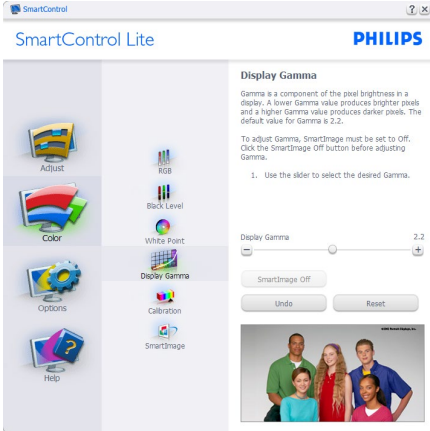 SmartControl
SmartControl Lite
PHILIPS
Adjust
Color
Options
Help
RGB
Black Level
White Point
Display Gamma
Calibration
SmartImage
Display Gamma
Gamma is a component of the pixel brightness in a
display. A lower Gamma value produces brighter pixels
and a higher Gamma value produces darker pixels. The
default value for Gamma is 2.2.
To adjust Gamma, SmartImage must be set to Off.
Click the SmartImage Off button before adjusting
Gamma.
1. Use the slider to select the desired Gamma.
Display Gamma 2.2
SmartImage Off
Undo Reset